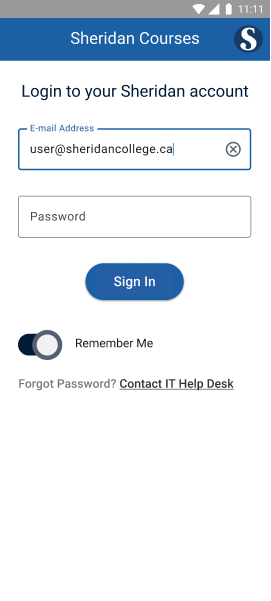 11:11
Sheridan Courses
S
Login to your Sheridan account
E-mail Address
user@sheridancollege.ca
Password
Sign In
Remember Me
Forgot Password? Contact IT Help Desk